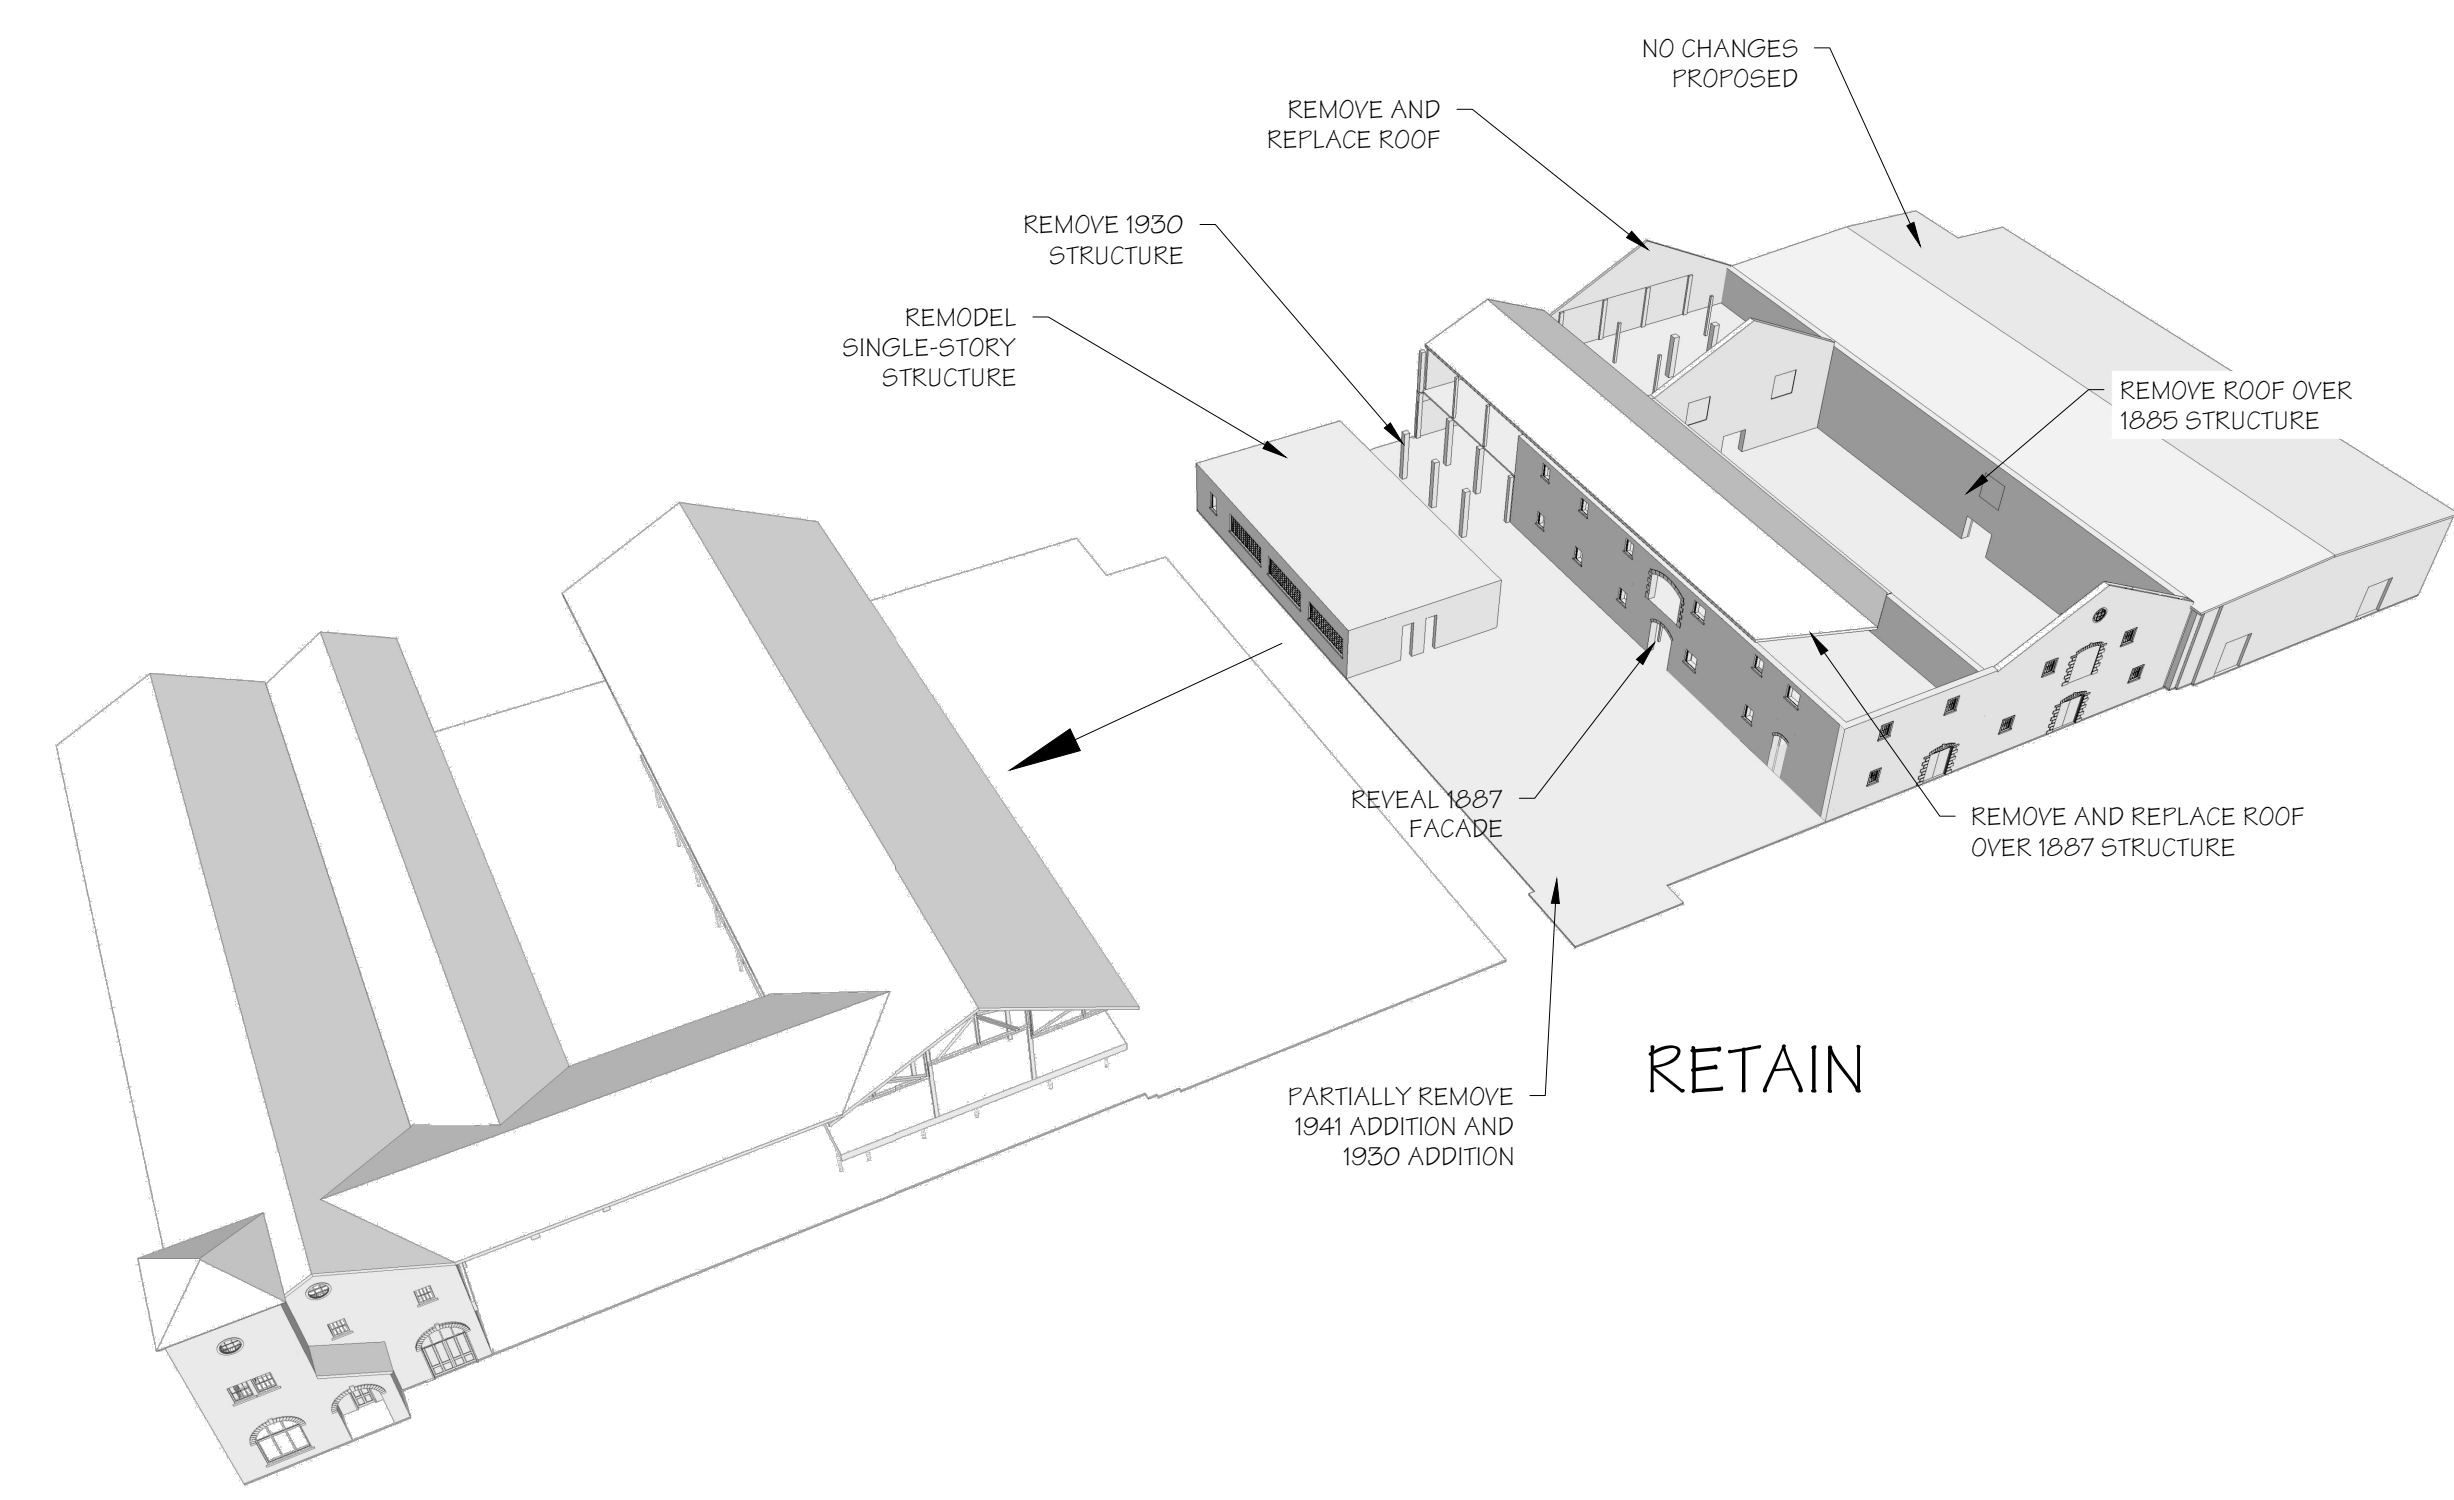 NO CHANGES
PROPOSED
REMOVE AND
REPLACE ROOF
REMOVE 1930
STRUCTURE
REMODEL
SINGLE-STORY
STRUCTURE
REMOVE ROOF OVER
1885 STRUCTURE
REVEAL 1887
FACADE
REMOVE AND REPLACE ROOF
OVER 1887 STRUCTURE
RETAIN
PARTIALLY REMOVE
1941 ADDITION AND
1930 ADDITION